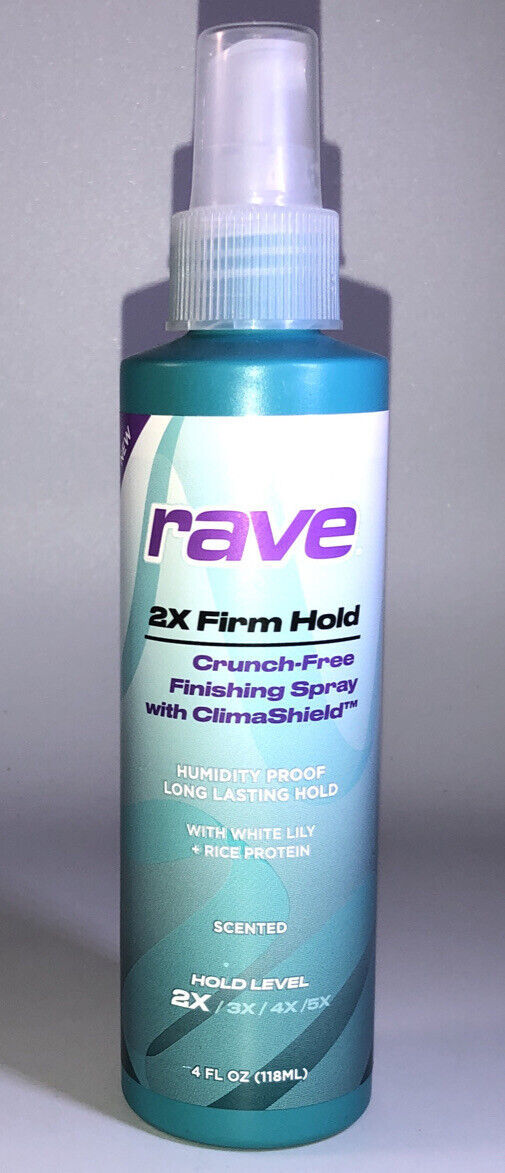 NEW
rave
2X Firm Hold
Crunch-Free
Finishing Spray
with ClimaShield™
HUMIDITY PROOF
LONG LASTING HOLD
WITH WHITE LILY
+ RICE PROTEIN
SCENTED
HOLD LEVEL
2X / 3X / 4X /5X
4 FL OZ (118ML)